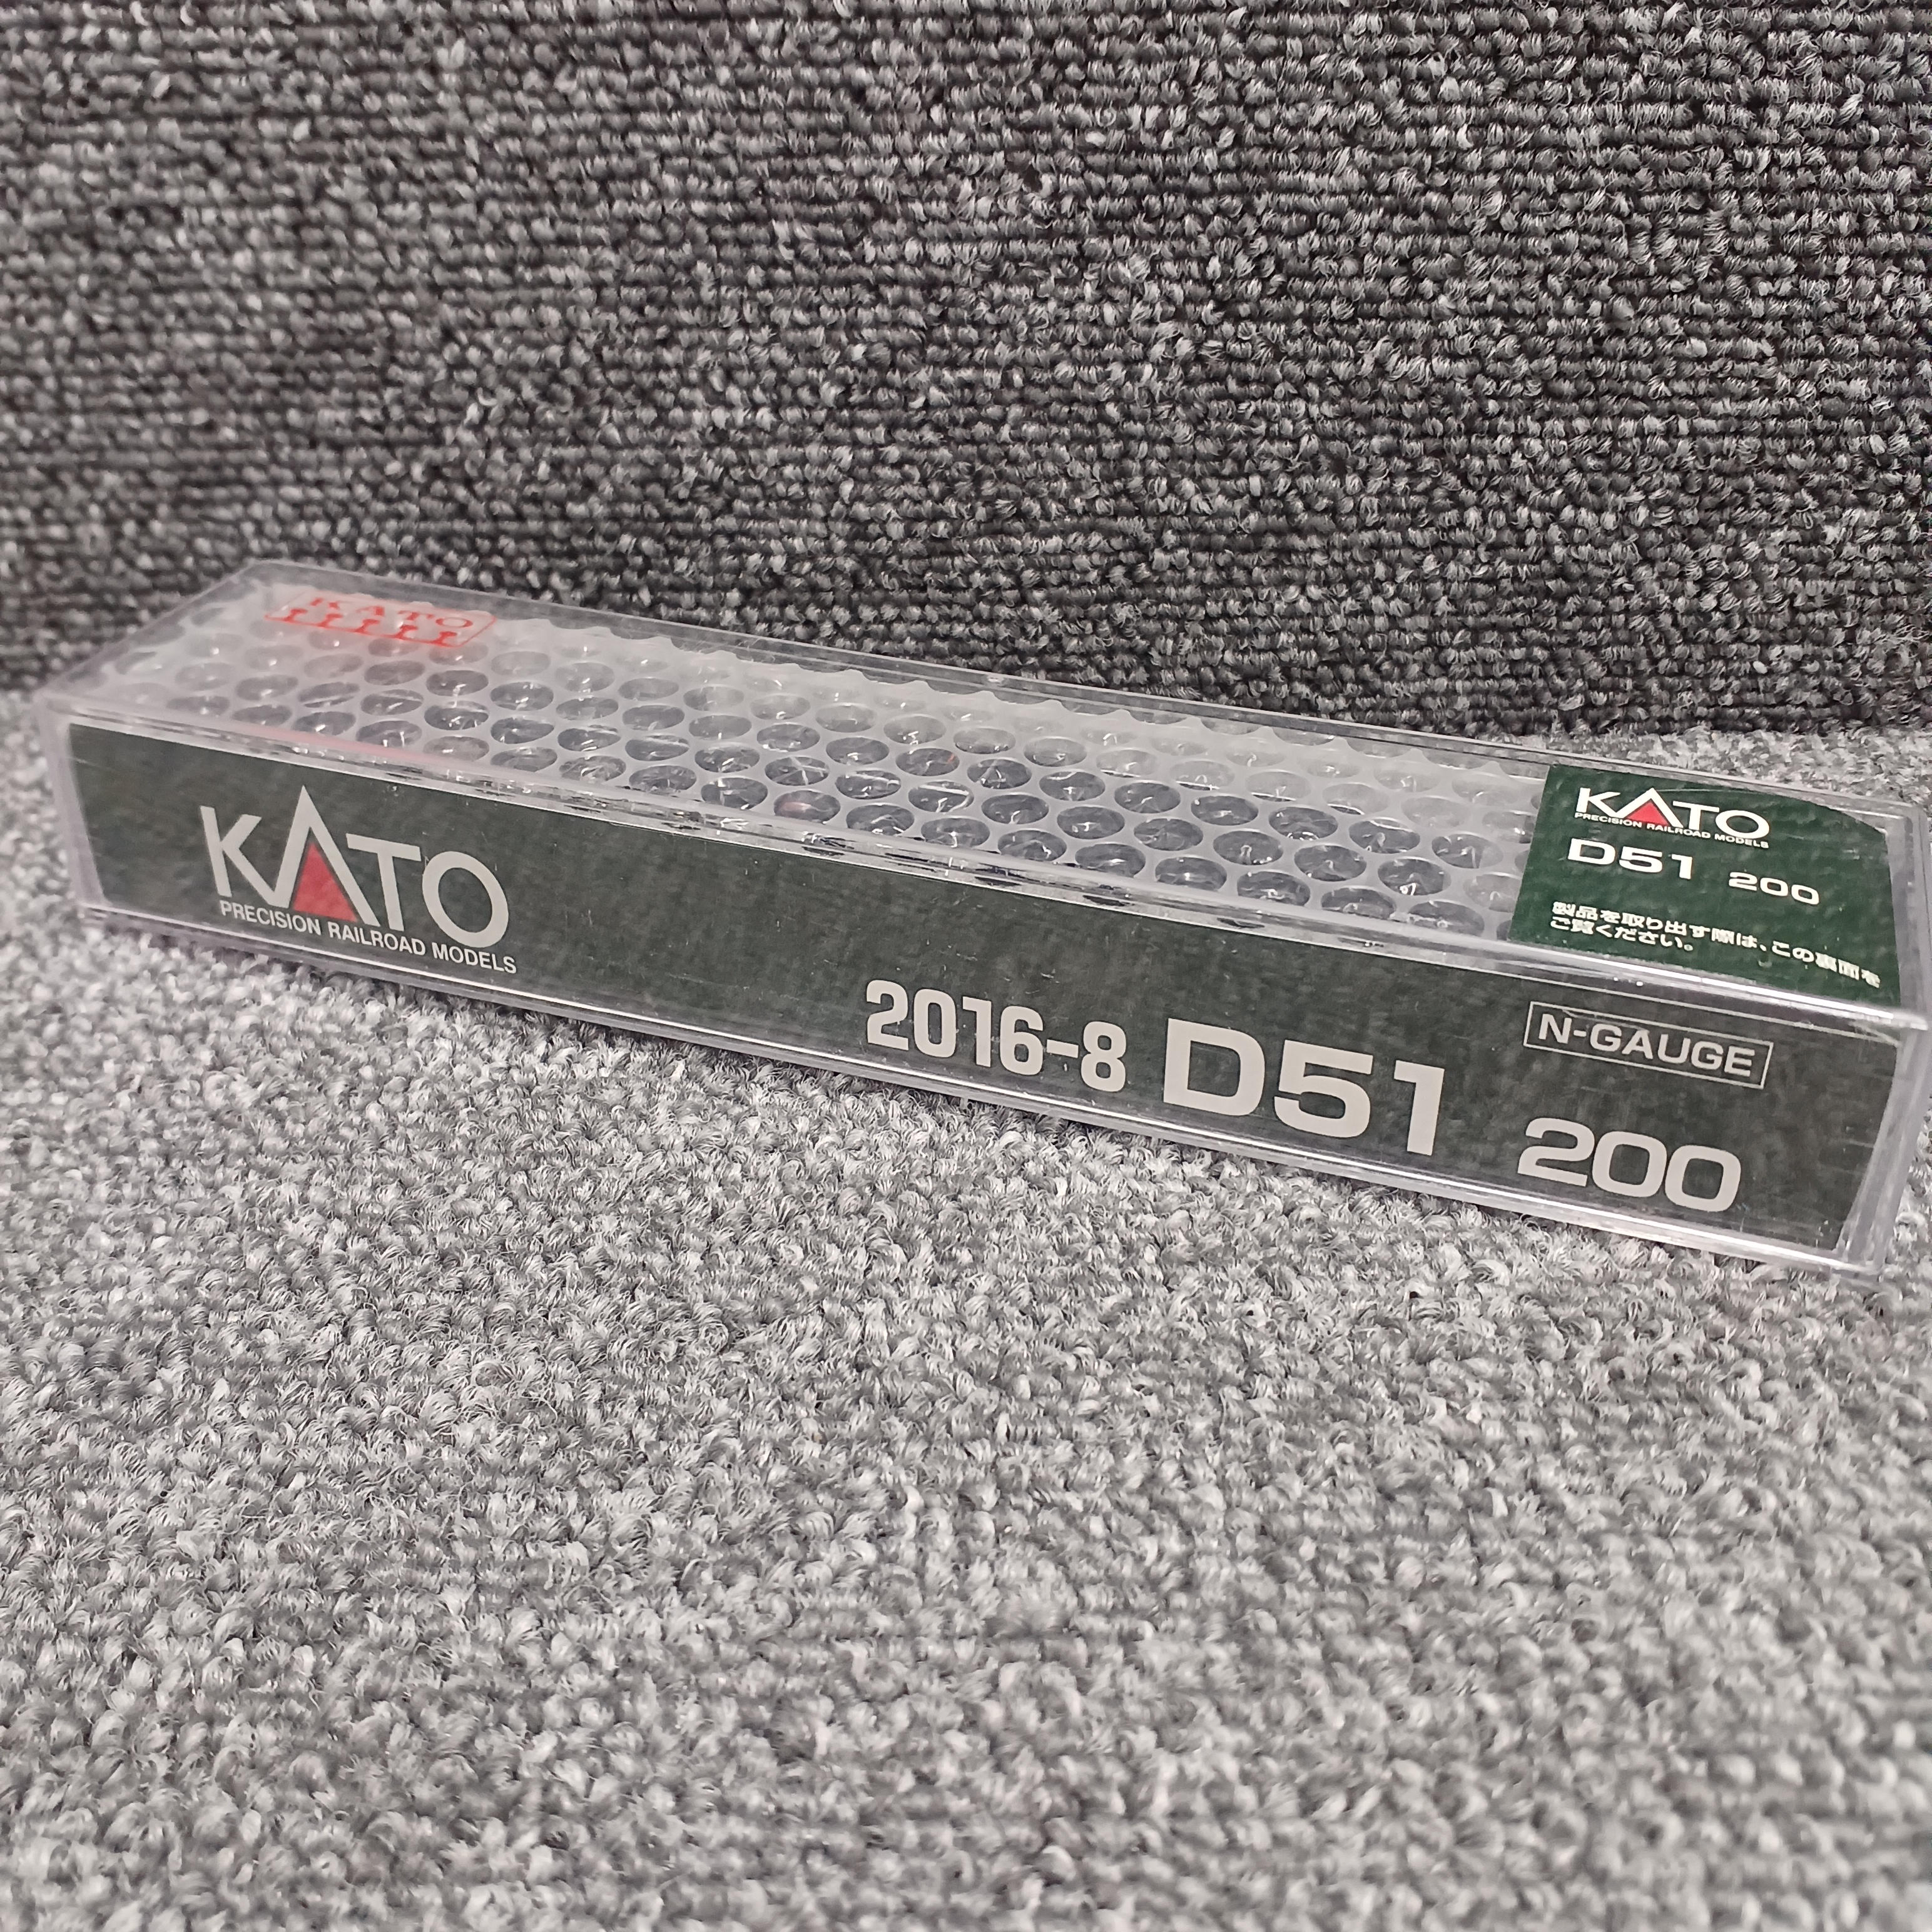 KATO
KATO
PRECISION RAILROAD MODELS
D51 200
製品を取り出す際は、この裏面を
ご覧ください。
KATO
PRECISION RAILROAD MODELS
2016-8 D51 200
N-GAUGE